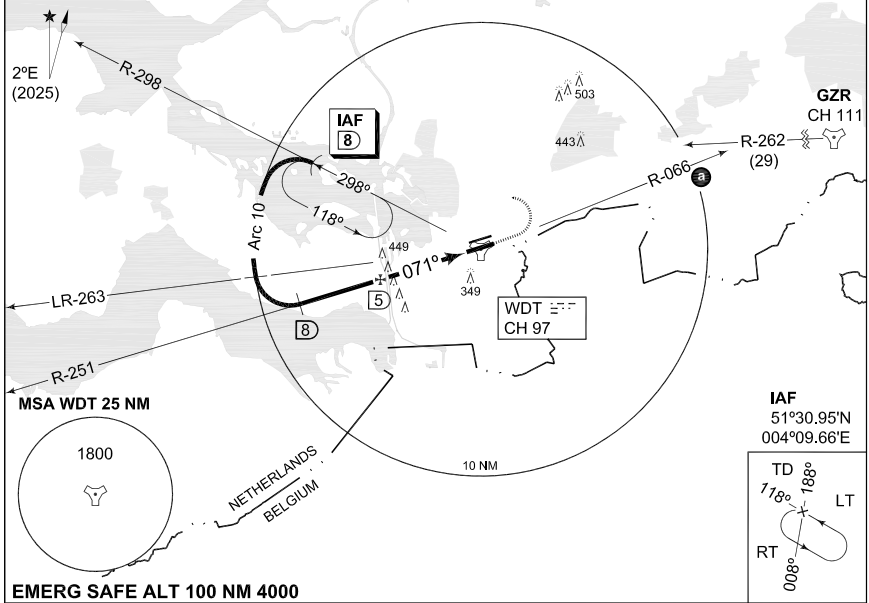 2ºE
(2025)
R-298
IAF
8
298º
118º
Arc 10
503
443
GZR
CH 111
R-262
(29)
R-066
a
449
071º
LR-263
5
349
WDT
CH 97
8
R-251
MSA WDT 25 NM
1800
NETHERLANDS
BELGIUM
10 NM
IAF
51º30.95'N
004º09.66'E
TD
188º
118º
LT
RT
008º
EMERG SAFE ALT 100 NM 4000